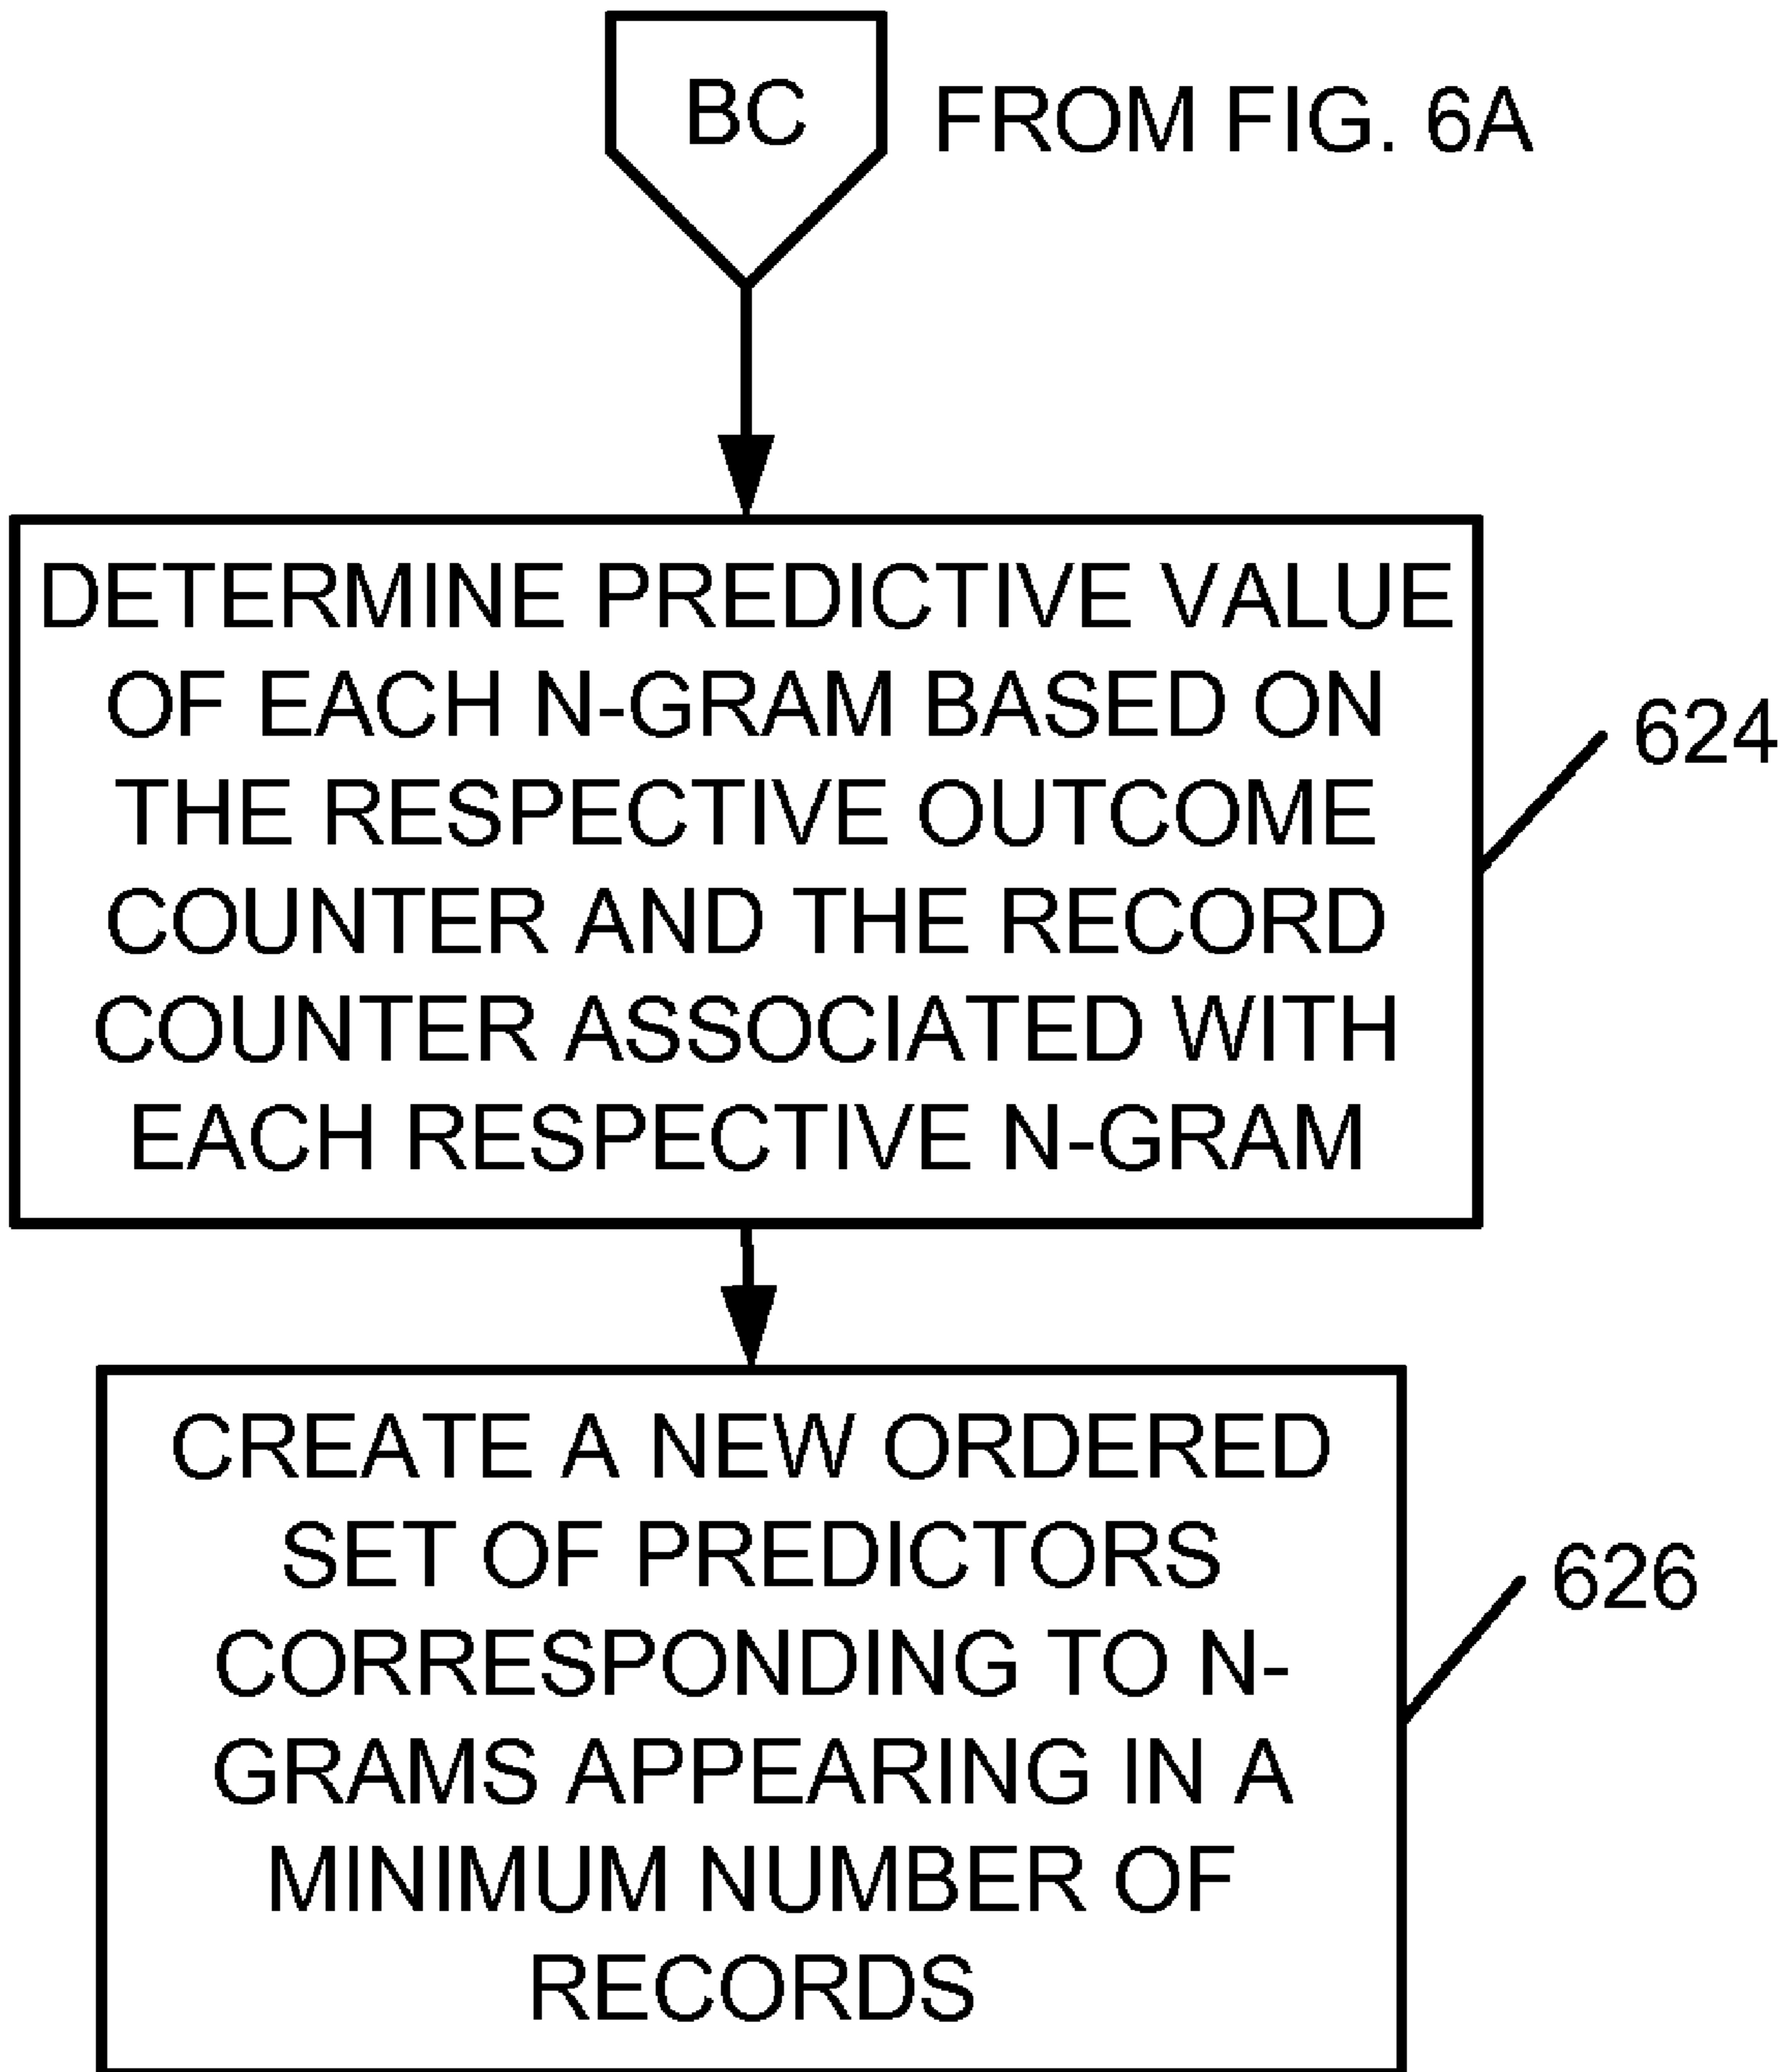 BC
FROM FIG. 6A
DETERMINE PREDICTIVE VALUE
OF EACH N-GRAM BASED ON
THE RESPECTIVE OUTCOME
COUNTER AND THE RECORD
COUNTER ASSOCIATED WITH
EACH RESPECTIVE N-GRAM
624
CREATE A NEW ORDERED
SET OF PREDICTORS
CORRESPONDING TO N-
GRAMS APPEARING IN A
MINIMUM NUMBER OF
RECORDS
626